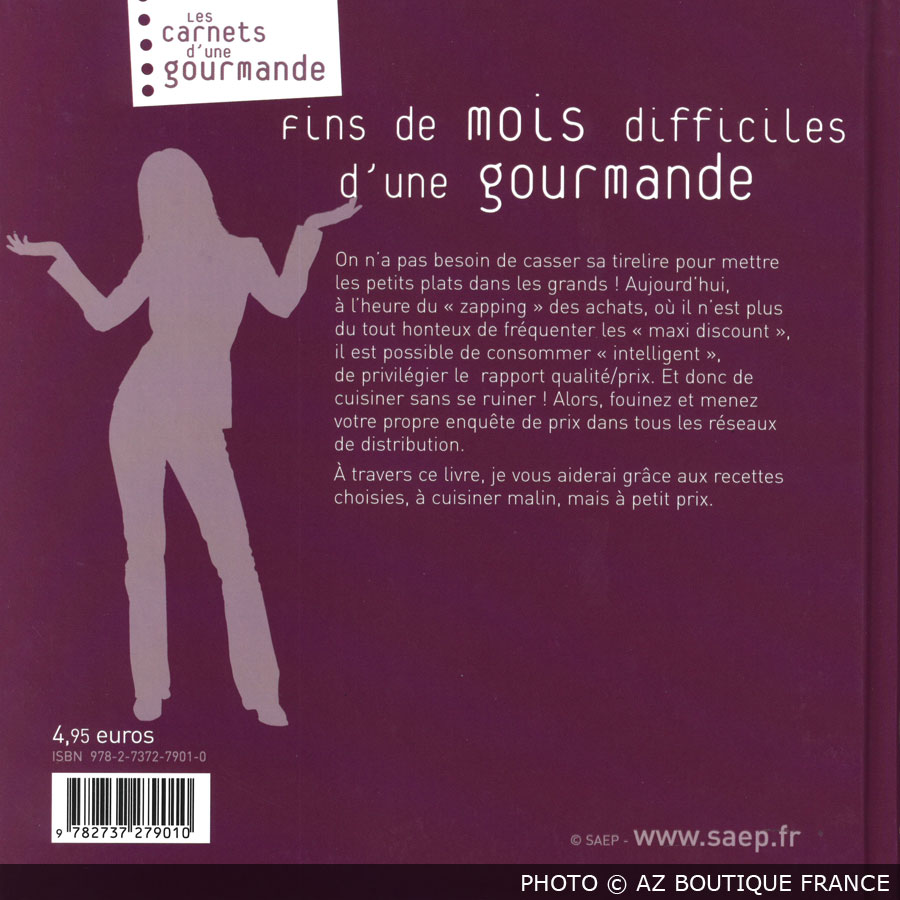 Les
carnets
d'une
gourmande
Fins de mois difficiles
d'une gourmande
On n'a pas besoin de casser sa tirelire pour mettre
les petits plats dans les grands ! Aujourd'hui,
à l'heure du « zapping » des achats, où il n'est plus
du tout honteux de fréquenter les « maxi discount »,
il est possible de consommer « intelligent »,
de privilégier le rapport qualité/prix. Et donc de
cuisiner sans se ruiner ! Alors, fouinez et menez
votre propre enquête de prix dans tous les réseaux
de distribution.
À travers ce livre, je vous aiderai grâce aux recettes
choisies, à cuisiner malin, mais à petit prix.
4,95 euros
ISBN 978-2-7372-7901-0
9 782737 279010
© SAEP - www.saep.fr
PHOTO © AZ BOUTIQUE FRANCE